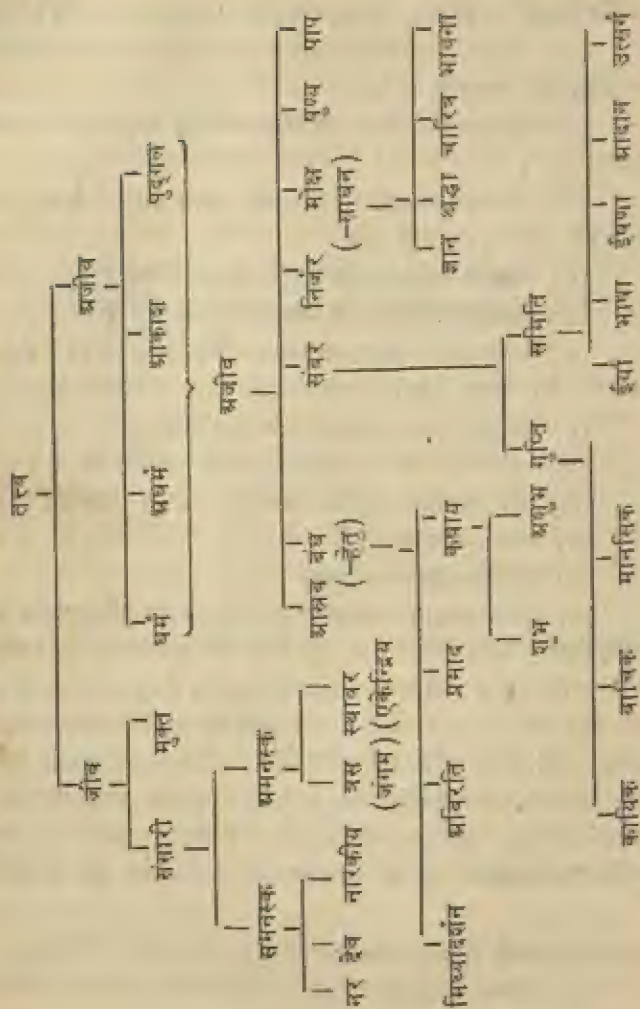 तत्त्व
जीव अजीव
संसारी मुक्त धर्म अधर्म आकाश पुद्गल
समनस्क अमनस्क अजीव
नर देव नारकीय त्रस स्थावर
(जंगम) (एकेन्द्रिय
आस्रव बंध संवर निर्जर मोक्ष पुण्य पाप
(-हेतु) (-साधन)
मिथ्यादर्शन अविरति प्रमाद कषाय
ज्ञान श्रद्धा चारित्र भावना
शुभ अशुभ गुप्ति समिति
कायिक वाचिक मानसिक ईर्या भाषा ईषणा आदान उत्सर्ग